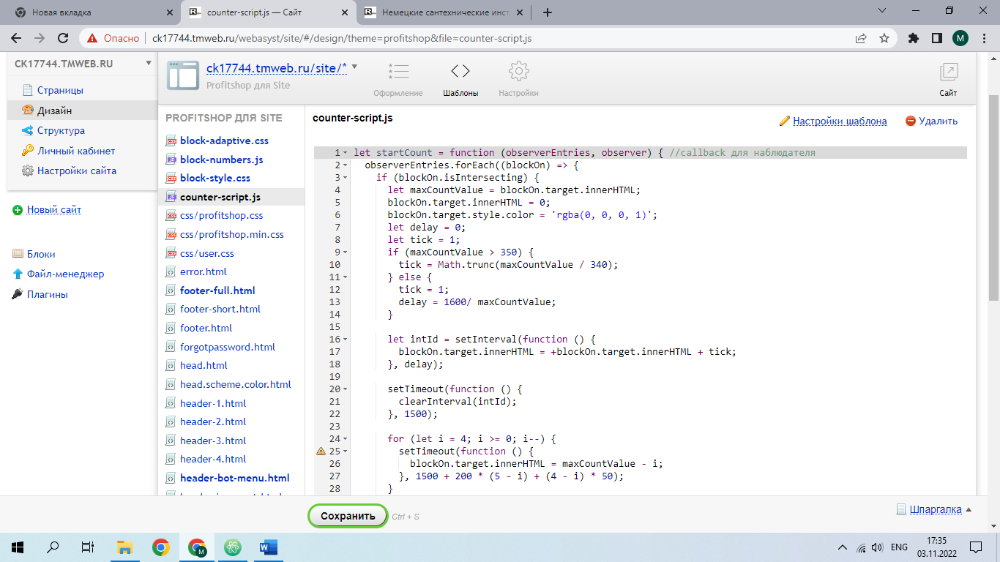 Новая вкладка
counter-script.js — Сайт
Немецкие сантехнические инст
Опасно
ck17744.tmweb.ru/webasyst/site/#/design/theme=profitshop&file=counter-script.js
M
CK17744.TMWEB.RU
Страницы
Дизайн
Структура
Личный кабинет
Настройки сайта
Новый сайт
Блоки
Файл-менеджер
Плагины
ck17744.tmweb.ru/site/*
Profitshop для Site
Оформление
Шаблоны
Настройки
Сайт
PROFITSHOP ДЛЯ SITE
block-adaptive.css
block-numbers.js
block-style.css
counter-script.js
css/profitshop.css
css/profitshop.min.css
css/user.css
error.html
footer-full.html
footer-short.html
footer.html
forgotpassword.html
head.html
head.scheme.color.html
header-1.html
header-2.html
header-3.html
header-4.html
header-bot-menu.html
counter-script.js
Настройки шаблона
Удалить
1 let startCount = function (observerEntries, observer) { //callback для наблюдателя
2 observerEntries.forEach((blockOn) => {
3 if (blockOn.isIntersecting) {
4 let maxCountValue = blockOn.target.innerHTML;
5 blockOn.target.innerHTML = 0;
6 blockOn.target.style.color = 'rgba(0, 0, 0, 1)';
7 let delay = 0;
8 let tick = 1;
9 if (maxCountValue > 350) {
10 tick = Math.trunc(maxCountValue / 340);
11 } else {
12 tick = 1;
13 delay = 1600/ maxCountValue;
14 }
15
16 let intId = setInterval(function () {
17 blockOn.target.innerHTML = +blockOn.target.innerHTML + tick;
18 }, delay);
19
20 setTimeout(function () {
21 clearInterval(intId);
22 }, 1500);
23
24 for (let i = 4; i >= 0; i--) {
25 setTimeout(function () {
26 blockOn.target.innerHTML = maxCountValue - i;
27 }, 1500 + 200 * (5 - i) + (4 - i) * 50);
28 }
Сохранить
Ctrl + S
Шпаргалка
ENG
17:35
03.11.2022